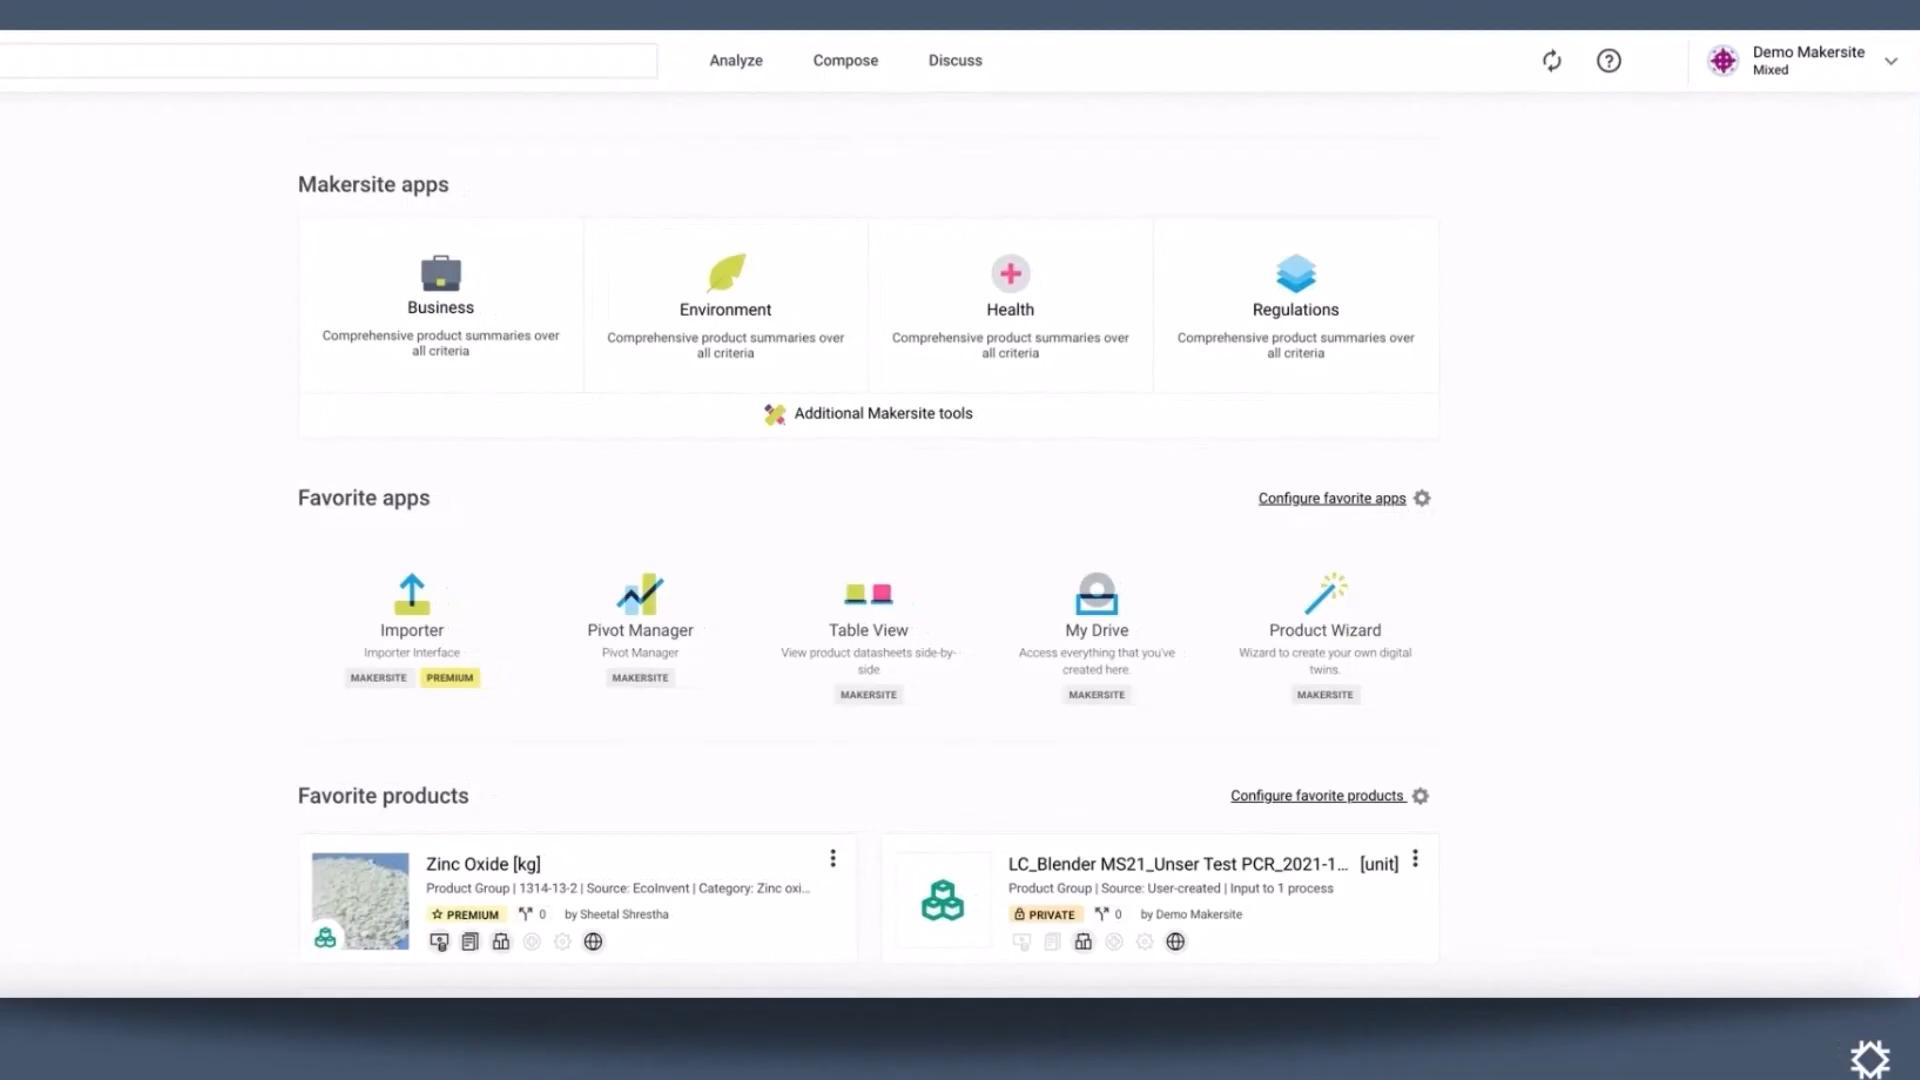 Analyze
Compose
Discuss
Demo Makersite
Mixed
Makersite apps
Business
Comprehensive product summaries over
all criteria
Environment
Comprehensive product summaries over
all criteria
Health
Comprehensive product summaries over
all criteria
Regulations
Comprehensive product summaries over
all criteria
Additional Makersite tools
Favorite apps
Configure favorite apps
Importer
Importer Interface
MAKERSITE PREMIUM
Pivot Manager
Pivot Manager
MAKERSITE
Table View
View product datasheets side-by-
side
MAKERSITE
My Drive
Access everything that you've
created here.
MAKERSITE
Product Wizard
Wizard to create your own digital
twins.
MAKERSITE
Favorite products
Configure favorite products
Zinc Oxide [kg]
Product Group | 1314-13-2 | Source: EcoInvent | Category: Zinc oxi...
PREMIUM 0 by Sheetal Shrestha
LC_Blender MS21_Unser Test PCR_2021-1... [unit]
Product Group | Source: User-created | Input to 1 process
PRIVATE 0 by Demo Makersite